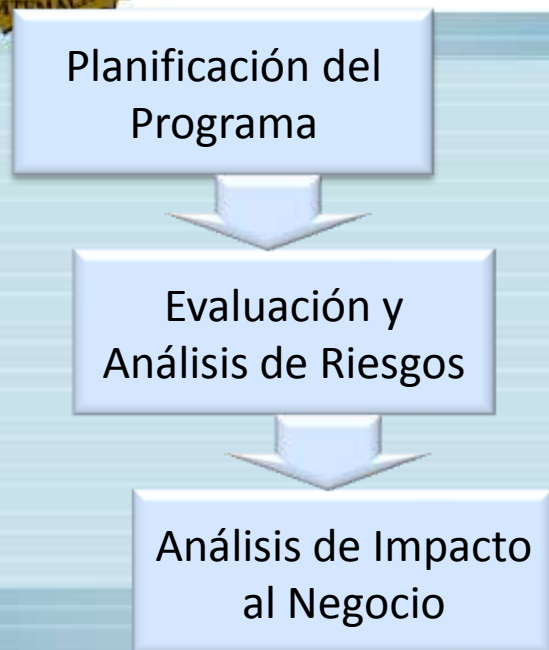 Planificación del
Programa
Evaluación y
Análisis de Riesgos
Análisis de Impacto
al Negocio